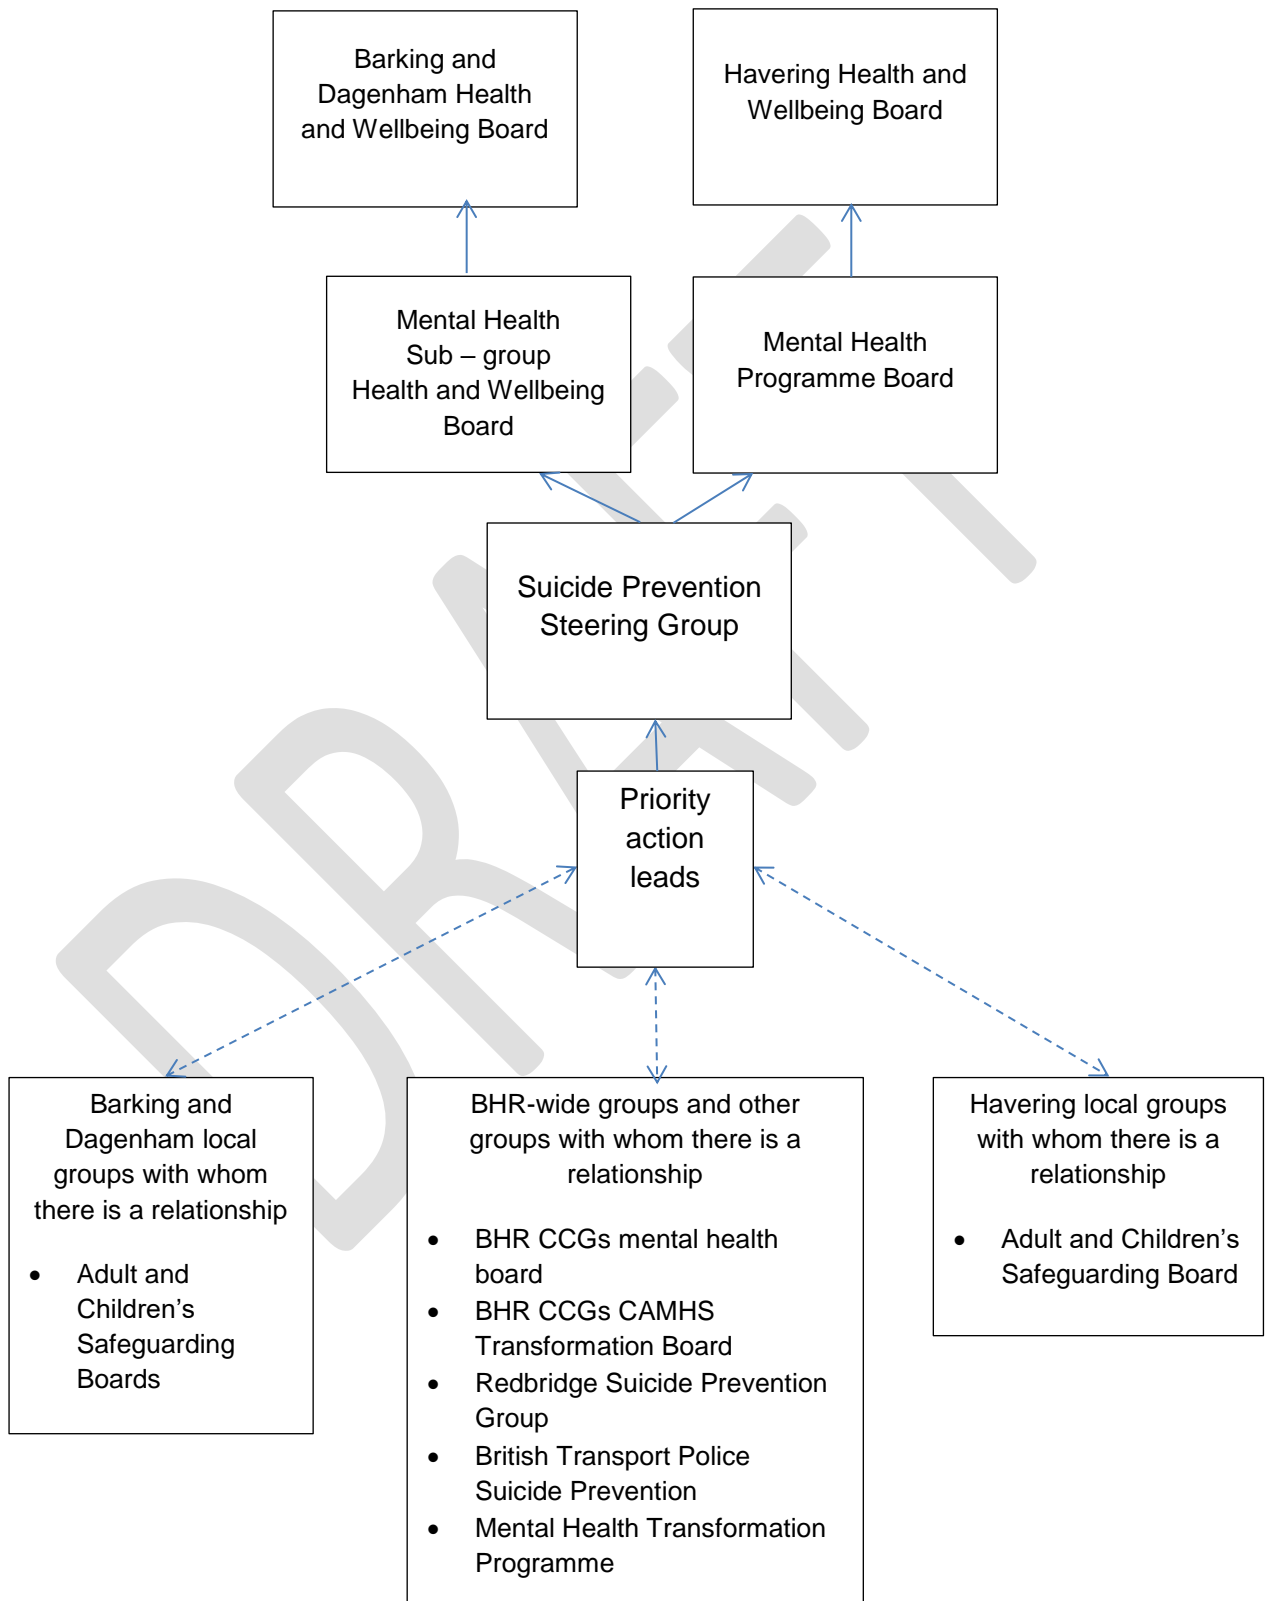 Barking and
Dagenham Health
and Wellbeing Board
Havering Health and
Wellbeing Board
Mental Health
Sub – group
Health and Wellbeing
Board
Mental Health
Programme Board
Suicide Prevention
Steering Group
Priority
action
leads
Barking and
Dagenham local
groups with whom
there is a relationship
• Adult and
Children’s
Safeguarding
Boards
BHR-wide groups and other
groups with whom there is a
relationship
• BHR CCGs mental health
board
• BHR CCGs CAMHS
Transformation Board
• Redbridge Suicide Prevention
Group
• British Transport Police
Suicide Prevention
• Mental Health Transformation
Programme
Havering local groups
with whom there is a
relationship
• Adult and Children’s
Safeguarding Board
DRAFT